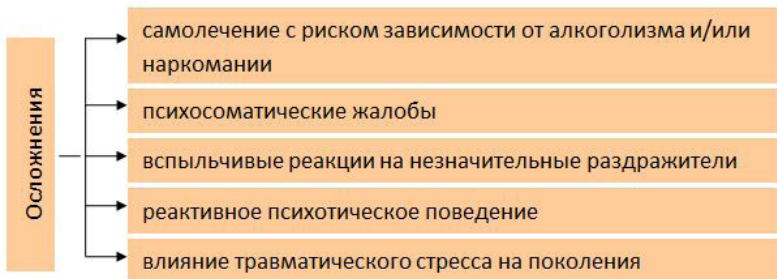 Осложнения
самолечение с риском зависимости от алкоголизма и/или
наркомании
психосоматические жалобы
вспыльчивые реакции на незначительные раздражители
реактивное психотическое поведение
влияние травматического стресса на поколения